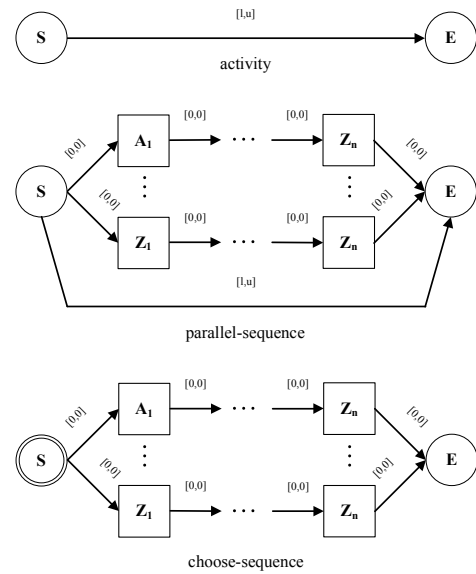 [l,u]
S E
activity
[0,0] [0,0] [0,0] [0,0]
A1 ... Zn
S E
[0,0] [0,0]
Z1 ... Zn
[0,0] [0,0]
[l,u]
parallel-sequence
[0,0] [0,0] [0,0] [0,0]
A1 ... Zn
S E
[0,0] [0,0]
Z1 ... Zn
[0,0] [0,0]
choose-sequence